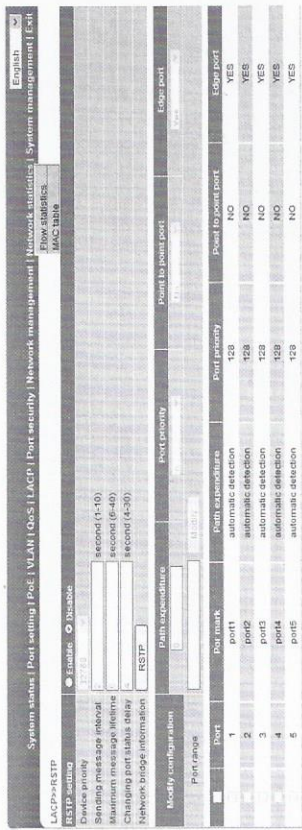 English
System status | Port setting | PoE | VLAN | QoS | LACP | Port security | Network management | Network statistics | System management | Exit
Flow statistics
MAC table
LACP>>RSTP
RSTP setting Enable Disable
Device priority
Sending message interval second (1-10)
Maximum message lifetime second (6-40)
Changing port status delay second (4-30)
Network bridge information RSTP
Modify configuration Path expenditure Port priority Point to point port Edge port
Port range
Port Por mark Path expenditure Port priority Point to point port Edge port
1 port1 automatic detection 128 NO YES
2 port2 automatic detection 128 NO YES
3 port3 automatic detection 128 NO YES
4 port4 automatic detection 128 NO YES
5 port5 automatic detection 128 NO YES